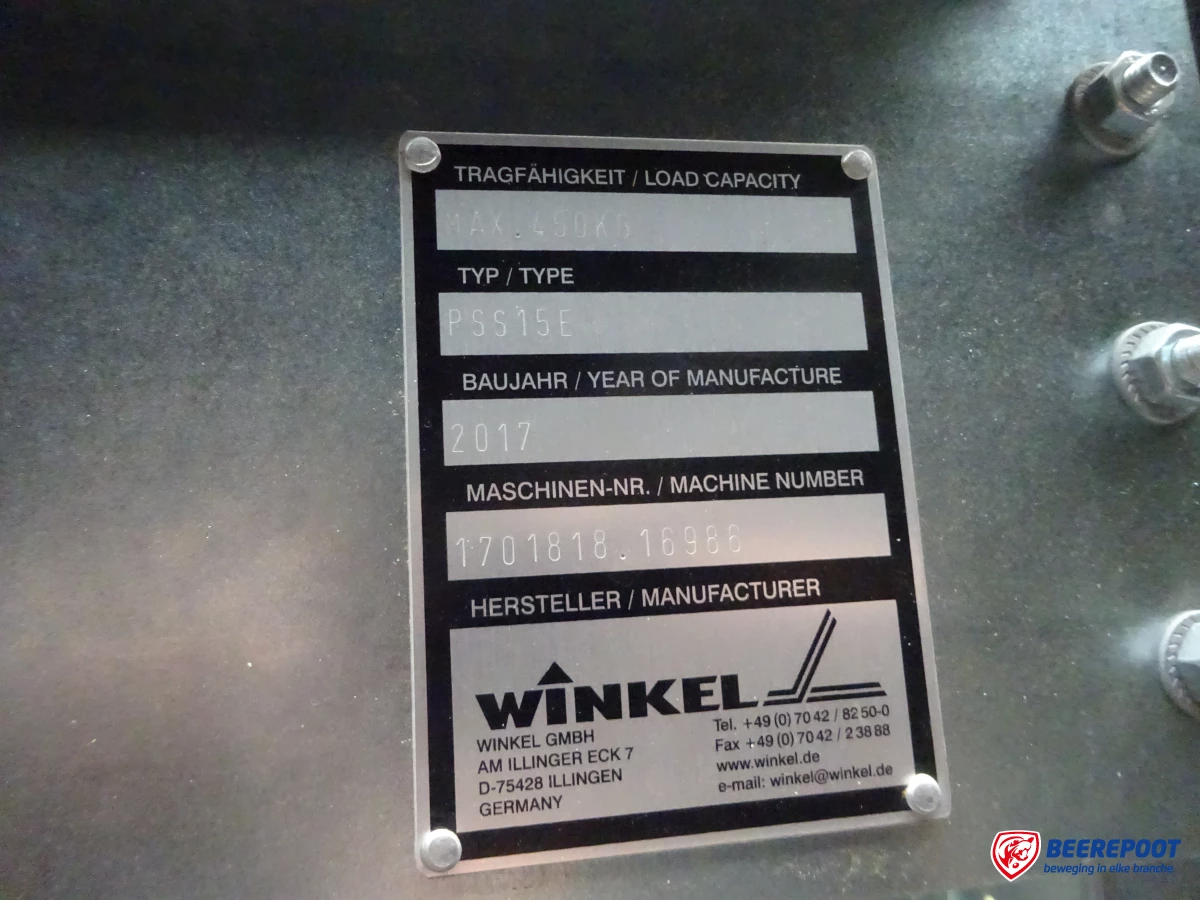 TRAGFÄHIGKEIT / LOAD CAPACITY
MAX.450KG
TYP / TYPE
PSS15E
BAUJAHR / YEAR OF MANUFACTURE
2017
MASCHINEN-NR. / MACHINE NUMBER
1701818.16986
HERSTELLER / MANUFACTURER
WINKEL
WINKEL GMBH
AM ILLINGER ECK 7
D-75428 ILLINGEN
GERMANY
Tel. +49 (0) 70 42 / 82 50-0
Fax +49 (0) 70 42 / 2 38 88
www.winkel.de
e-mail: winkel@winkel.de
BEEREPOOT
beweging in elke branche.